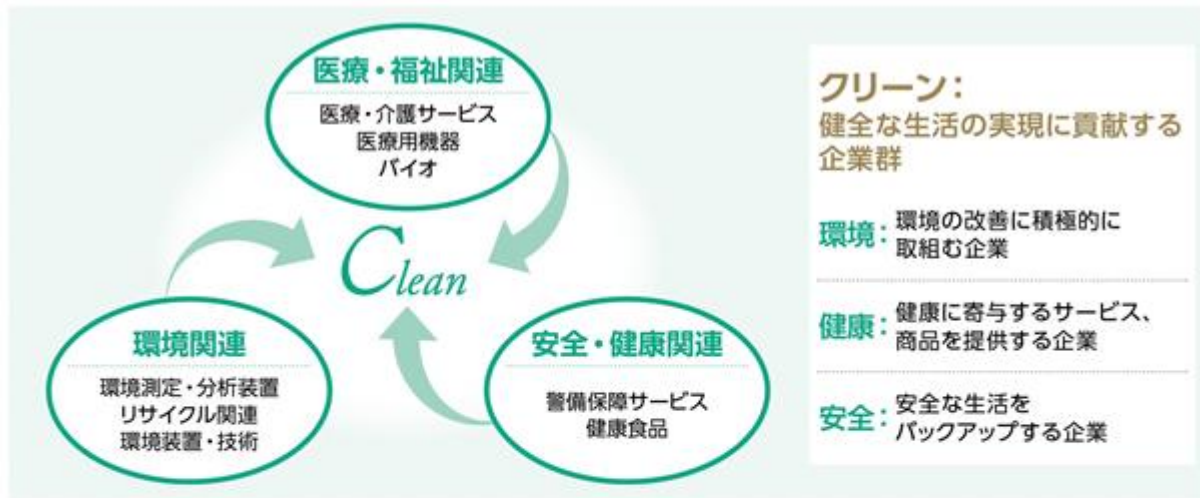 医療・福祉関連
医療・介護サービス
医療用機器
バイオ
Clean
環境関連
環境測定・分析装置
リサイクル関連
環境装置・技術
安全・健康関連
警備保障サービス
健康食品
クリーン：
健全な生活の実現に貢献する
企業群
環境：環境の改善に積極的に
取組む企業
健康：健康に寄与するサービス、
商品を提供する企業
安全：安全な生活を
バックアップする企業